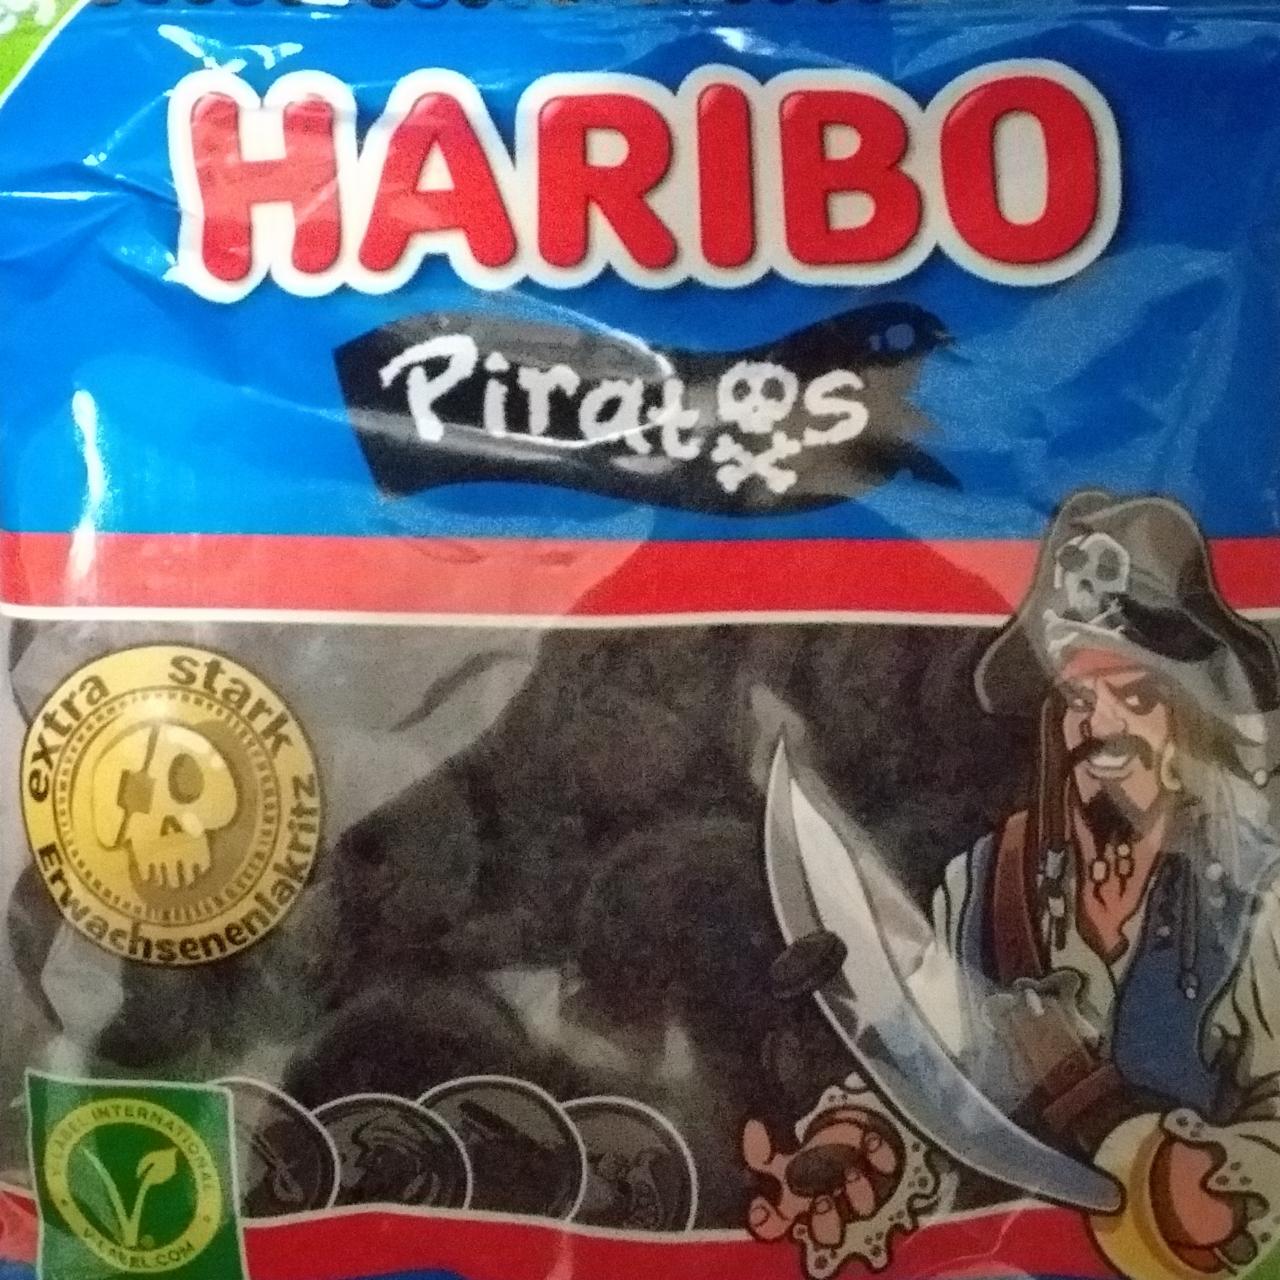 HARIBO
Piratos
extra stark
Erwachsenenlakritz
V-LABEL INTERNATIONAL
V-LABEL.COM